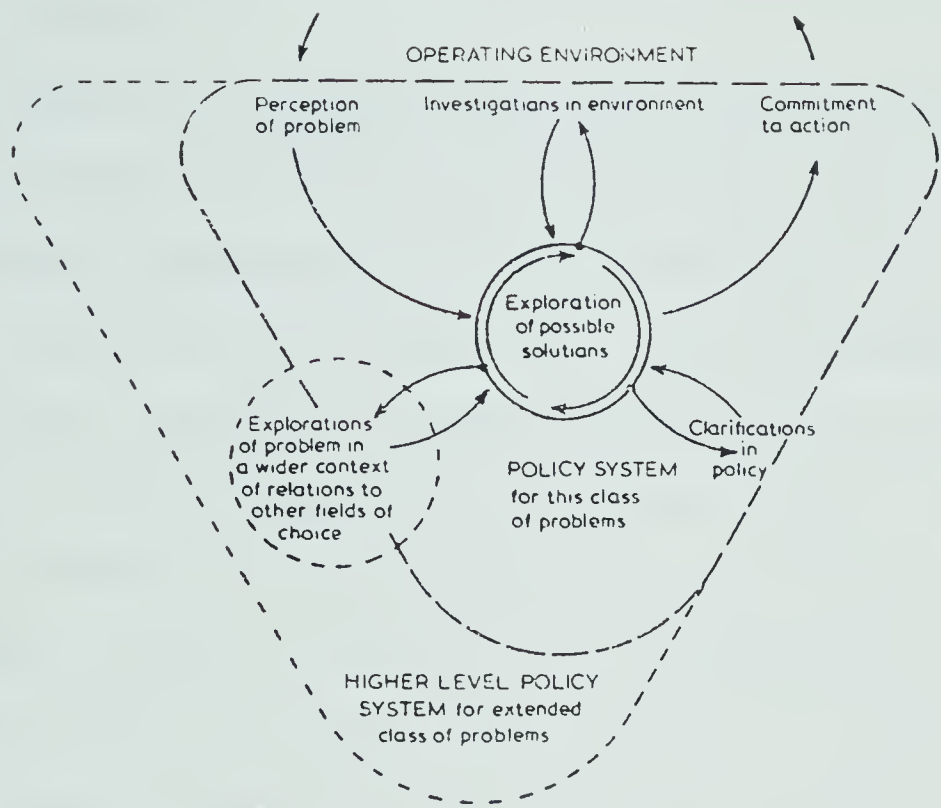 OPERATING ENVIRONMENT
Perception
of problem
Investigations in environment
Commitment
ta action
Exploration
of possible
solutions
Explorations
of problem in
a wider context
of relations to
other fields of
choice
Clarifications
in
policy
POLICY SYSTEM
for this class
of problems
HIGHER LEVEL POLICY
SYSTEM for extended
class of problems